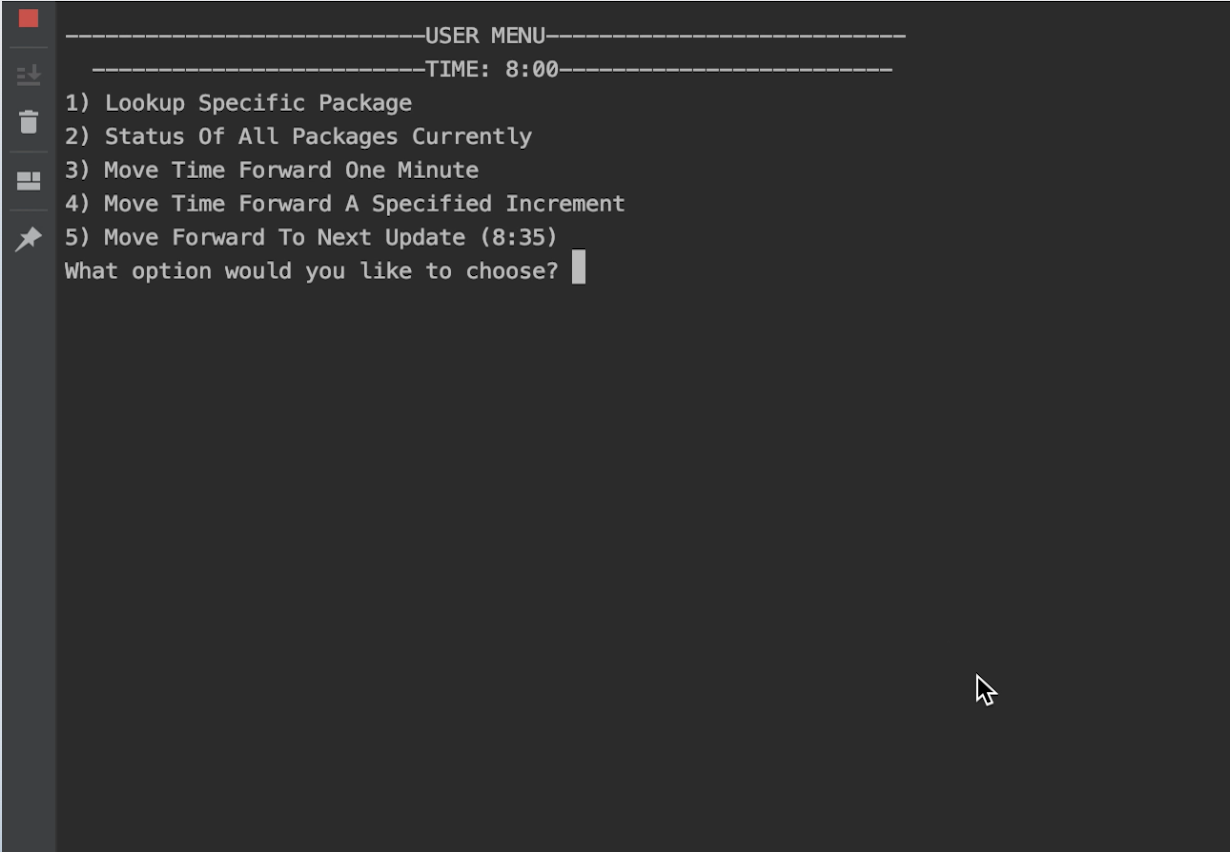 ---------------------------USER MENU---------------------------
-------------------------TIME: 8:00-------------------------
1) Lookup Specific Package
2) Status Of All Packages Currently
3) Move Time Forward One Minute
4) Move Time Forward A Specified Increment
5) Move Forward To Next Update (8:35)
What option would you like to choose?